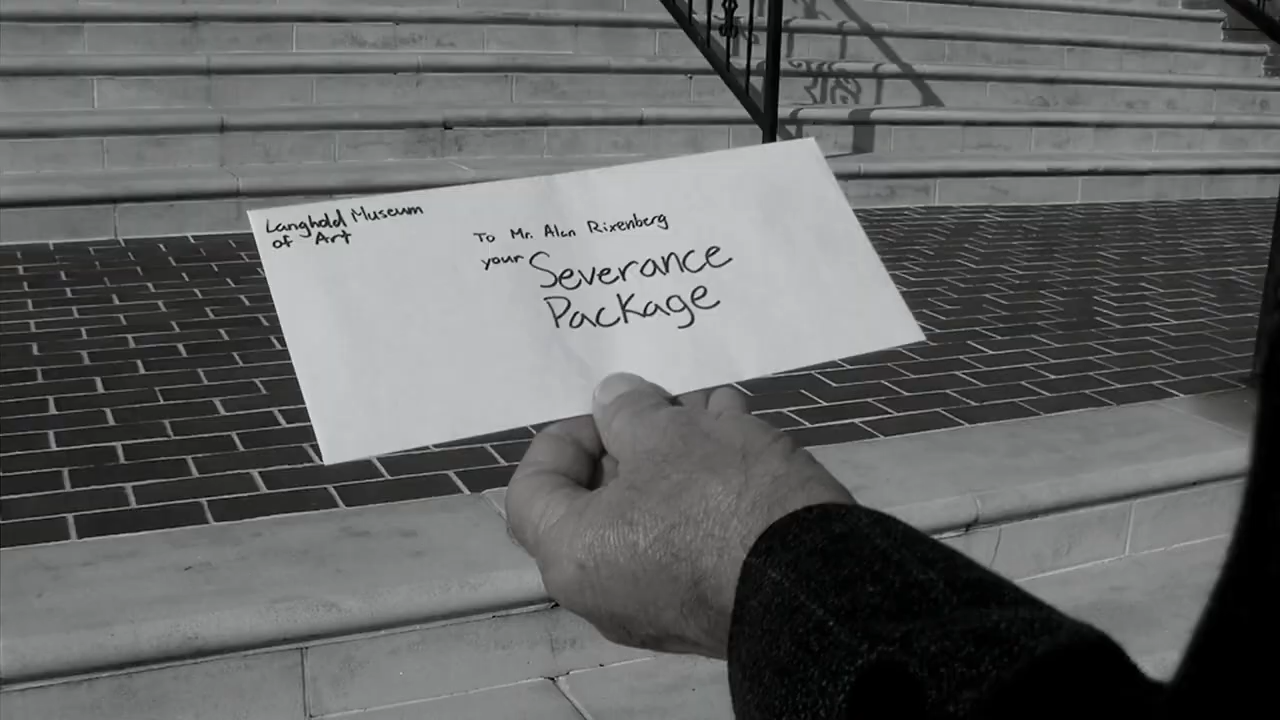 Langhold Museum
of Art
To Mr. Alan Rixenberg
your Severance
Package